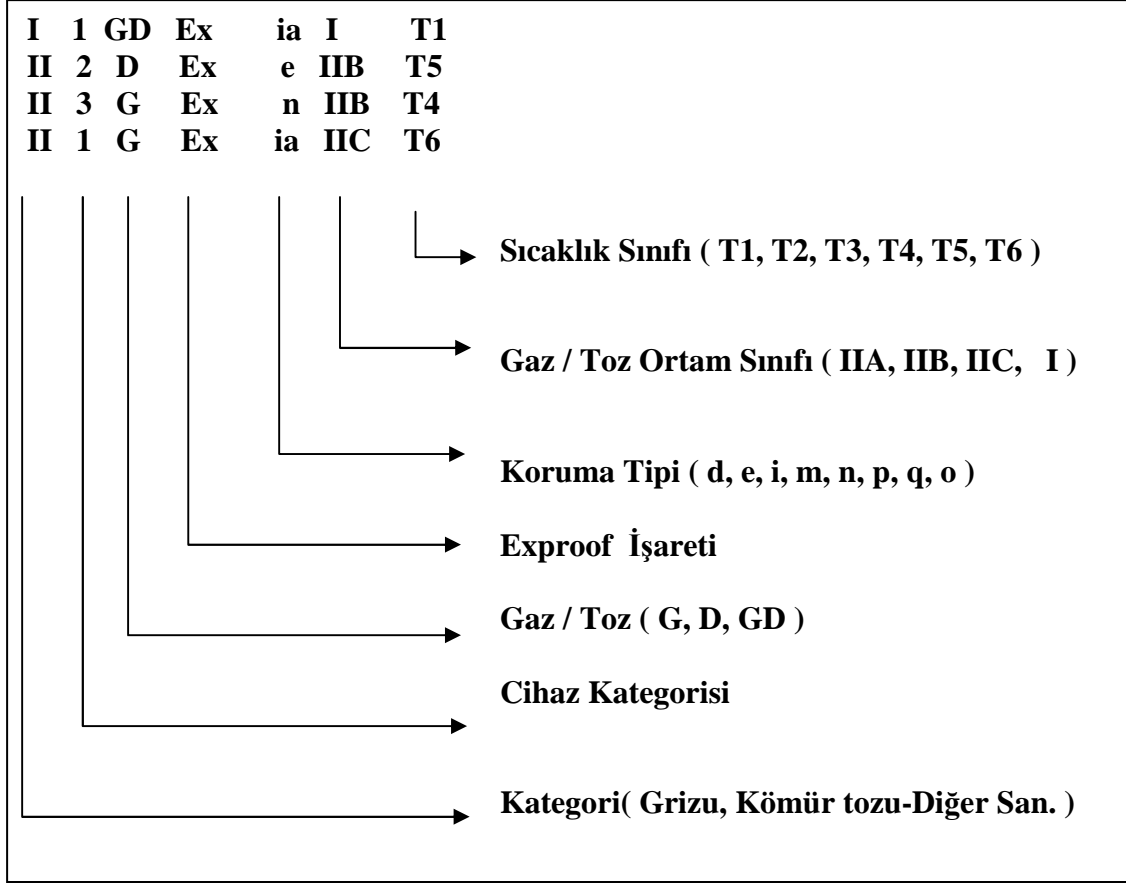 I 1 GD Ex ia I T1
II 2 D Ex e IIB T5
II 3 G Ex n IIB T4
II 1 G Ex ia IIC T6
Sıcaklık Sınıfı ( T1, T2, T3, T4, T5, T6 )
Gaz / Toz Ortam Sınıfı ( IIA, IIB, IIC, I )
Koruma Tipi ( d, e, i, m, n, p, q, o )
Exproof İşareti
Gaz / Toz ( G, D, GD )
Cihaz Kategorisi
Kategori( Grizu, Kömür tozu-Diğer San. )